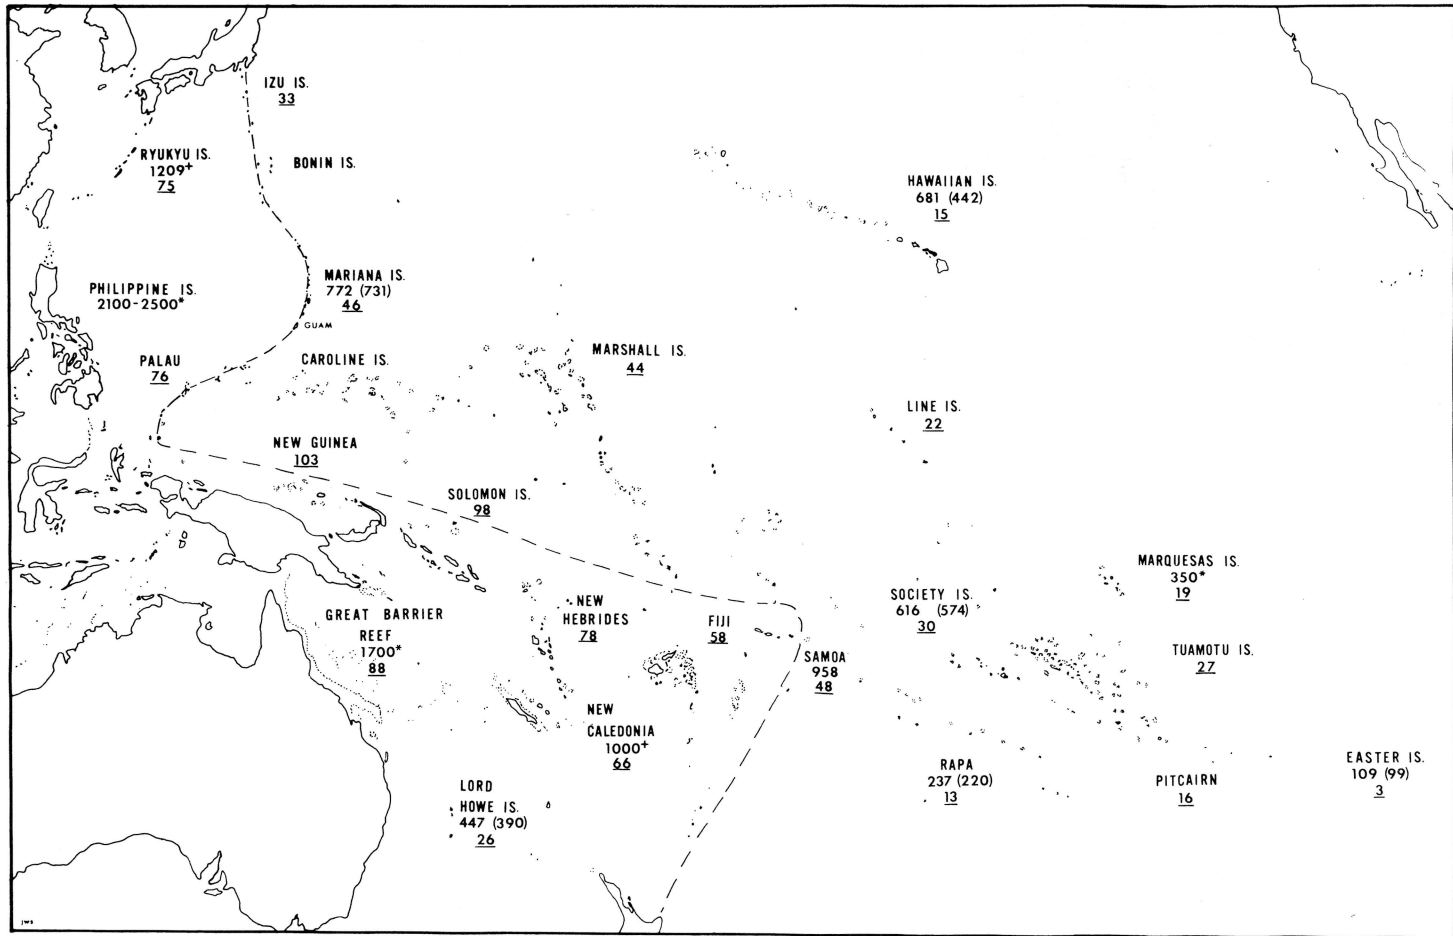 IZU IS.
33
RYUKYU IS.
1209+
75
BONIN IS.
HAWAIIAN IS.
681 (442)
15
PHILIPPINE IS.
2100-2500*
MARIANA IS.
772 (731)
46
GUAM
PALAU
76
CAROLINE IS.
MARSHALL IS.
44
LINE IS.
22
NEW GUINEA
103
SOLOMON IS.
98
MARQUESAS IS.
350*
19
GREAT BARRIER
REEF
1700*
88
NEW
HEBRIDES
78
FIJI
58
SOCIETY IS.
616 (574)
30
SAMOA
958
48
TUAMOTU IS.
27
NEW
CALEDONIA
1000+
66
LORD
HOWE IS.
447 (390)
26
RAPA
237 (220)
13
PITCAIRN
16
EASTER IS.
109 (99)
3
JWS